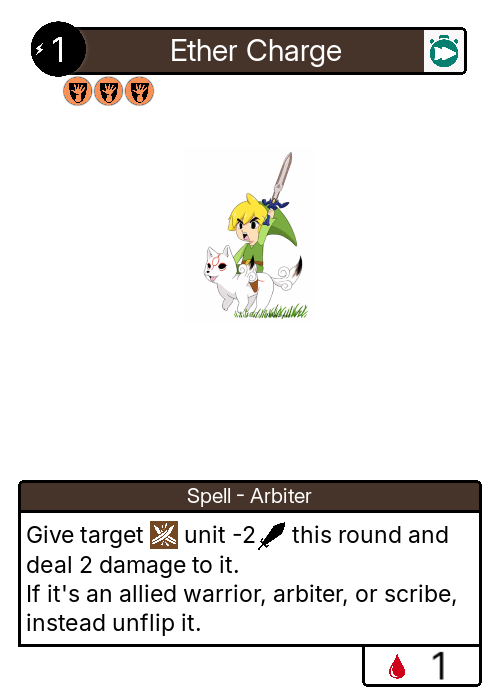 1 Ether Charge
Spell - Arbiter
Give target unit -2 this round and
deal 2 damage to it.
If it's an allied warrior, arbiter, or scribe,
instead unflip it.
1